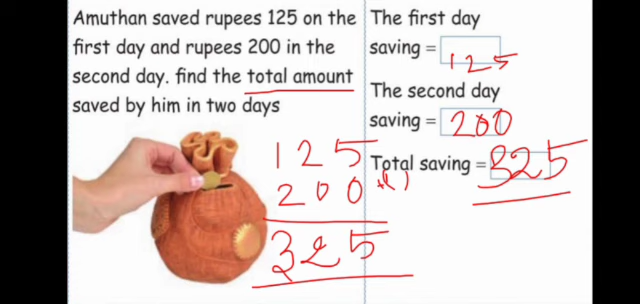 Amuthan saved rupees 125 on the
first day and rupees 200 in the
second day. find the total amount
saved by him in two days
125
200 +( )
325
The first day
saving = 125
The second day
saving = 200
Total saving = 325